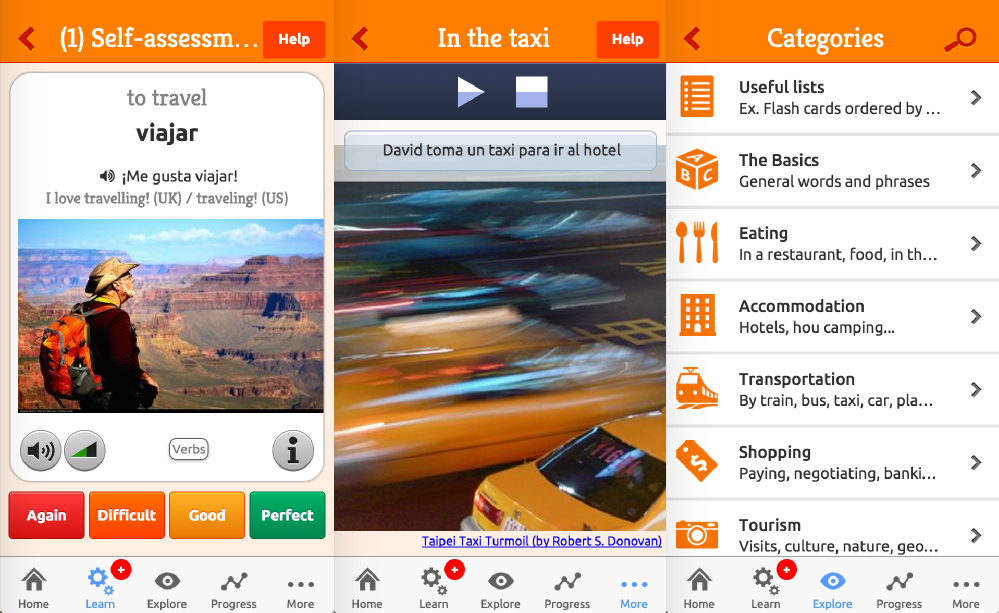 (1) Self-assessm...
Help
to travel
viajar
¡Me gusta viajar!
I love travelling! (UK) / traveling! (US)
Verbs
Again
Difficult
Good
Perfect
Home
Learn
Explore
Progress
More
In the taxi
Help
David toma un taxi para ir al hotel
Taipei Taxi Turmoil (by Robert S. Donovan)
Home
Learn
Explore
Progress
More
Categories
Useful lists
Ex. Flash cards ordered by ...
A
B C
The Basics
General words and phrases
Eating
In a restaurant, food, in th...
Accommodation
Hotels, hou camping...
Transportation
By train, bus, taxi, car, pla...
$
Shopping
Paying, negotiating, banki...
Tourism
Visits, culture, nature, geo...
Home
Learn
Explore
Progress
More